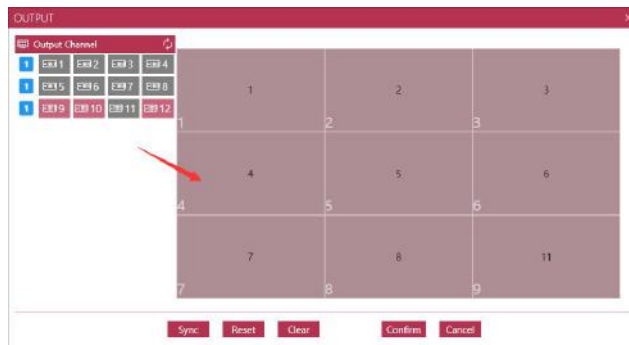 OUTPUT
Output Channel
1 1 2 3 4
1 5 6 7 8
1 9 10 11 12
1 2 3
1 2 3
4 5 6
4 5 6
7 8 11
7 8 9
Sync Reset Clear Confirm Cancel